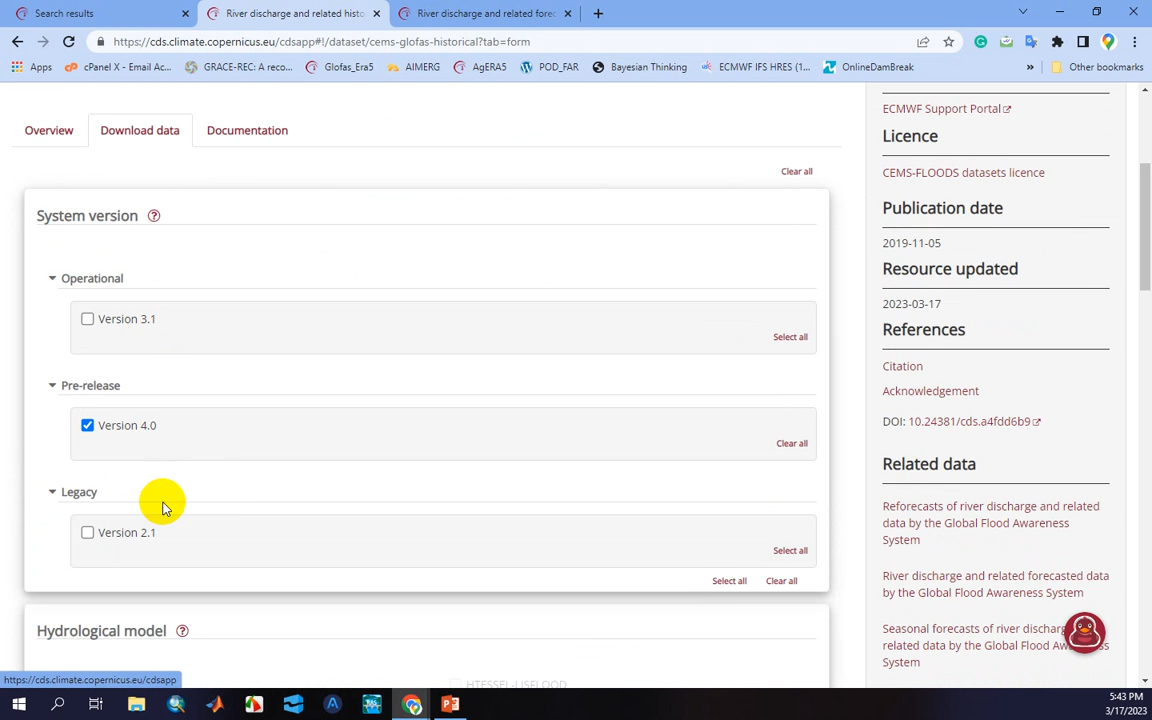 Search results
River discharge and related histo
River discharge and related fored
https://cds.climate.copernicus.eu/cdsapp#!/dataset/cems-glofas-historical?tab=form
Apps
cPanel X - Email Ac...
GRACE-REC: A reco...
Glofas_Era5
AIMERG
AgERA5
POD_FAR
Bayesian Thinking
ECMWF IFS HRES (1...
OnlineDamBreak
»
Other bookmarks
Overview
Download data
Documentation
Clear all
System version ?
Operational
Version 3.1
Select all
Pre-release
Version 4.0
Clear all
Legacy
Version 2.1
Select all
Select all
Clear all
Hydrological model ?
HTESSEL-LISFLOOD
ECMWF Support Portal
Licence
CEMS-FLOODS datasets licence
Publication date
2019-11-05
Resource updated
2023-03-17
References
Citation
Acknowledgement
DOI: 10.24381/cds.a4fdd6b9
Related data
Reforecasts of river discharge and related
data by the Global Flood Awareness
System
River discharge and related forecasted data
by the Global Flood Awareness System
Seasonal forecasts of river discharg
related data by the Global Flood Aw ness
System
https://cds.climate.copernicus.eu/cdsapp
5:43 PM
3/17/2023